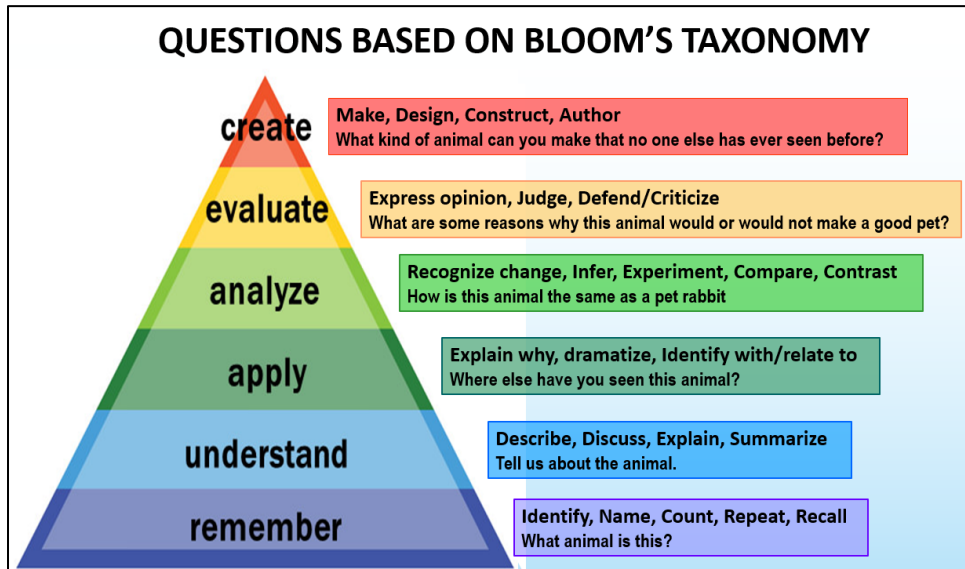 QUESTIONS BASED ON BLOOM'S TAXONOMY
create
Make, Design, Construct, Author
What kind of animal can you make that no one else has ever seen before?
evaluate
Express opinion, Judge, Defend/Criticize
What are some reasons why this animal would or would not make a good pet?
analyze
Recognize change, Infer, Experiment, Compare, Contrast
How is this animal the same as a pet rabbit
apply
Explain why, dramatize, Identify with/relate to
Where else have you seen this animal?
understand
Describe, Discuss, Explain, Summarize
Tell us about the animal.
remember
Identify, Name, Count, Repeat, Recall
What animal is this?